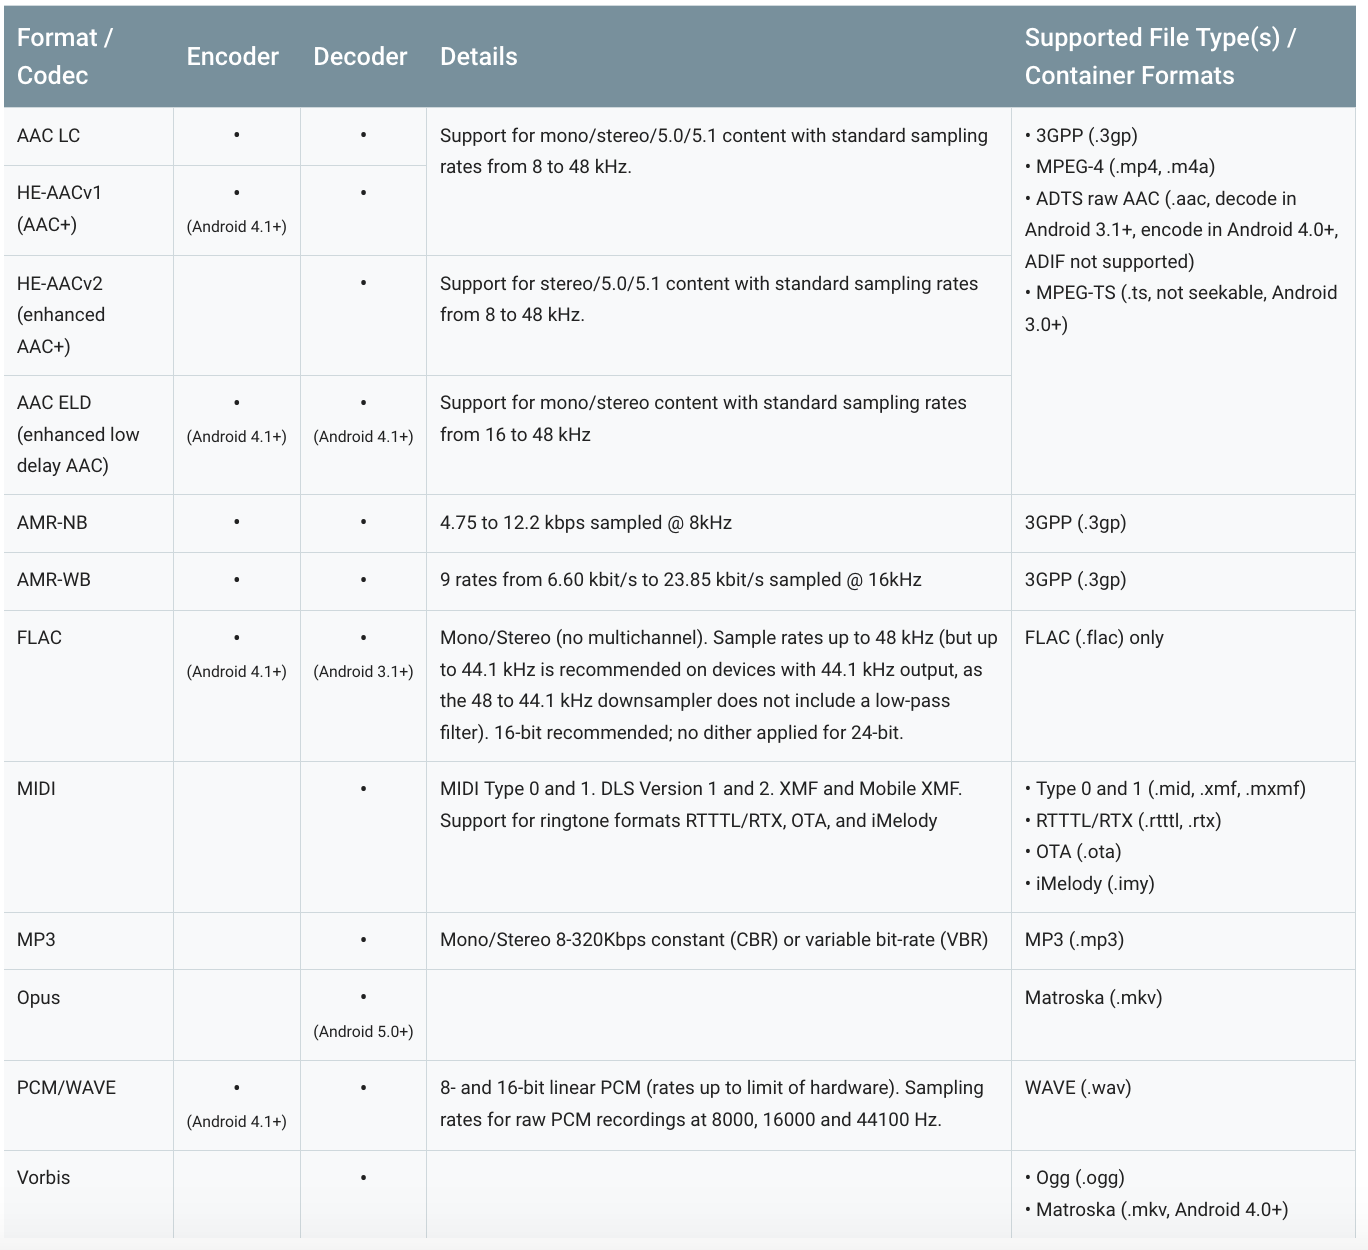 Format /
Codec
Encoder
Decoder
Details
Supported File Type(s) /
Container Formats
AAC LC
•
•
Support for mono/stereo/5.0/5.1 content with standard sampling
rates from 8 to 48 kHz.
• 3GPP (.3gp)
• MPEG-4 (.mp4, .m4a)
• ADTS raw AAC (.aac, decode in
Android 3.1+, encode in Android 4.0+,
ADIF not supported)
• MPEG-TS (.ts, not seekable, Android
3.0+)
HE-AACv1
(AAC+)
•
(Android 4.1+)
•
HE-AACv2
(enhanced
AAC+)
•
Support for stereo/5.0/5.1 content with standard sampling rates
from 8 to 48 kHz.
AAC ELD
(enhanced low
delay AAC)
•
(Android 4.1+)
•
(Android 4.1+)
Support for mono/stereo content with standard sampling rates
from 16 to 48 kHz
AMR-NB
•
•
4.75 to 12.2 kbps sampled @ 8kHz
3GPP (.3gp)
AMR-WB
•
•
9 rates from 6.60 kbit/s to 23.85 kbit/s sampled @ 16kHz
3GPP (.3gp)
FLAC
•
(Android 4.1+)
•
(Android 3.1+)
Mono/Stereo (no multichannel). Sample rates up to 48 kHz (but up
to 44.1 kHz is recommended on devices with 44.1 kHz output, as
the 48 to 44.1 kHz downsampler does not include a low-pass
filter). 16-bit recommended; no dither applied for 24-bit.
FLAC (.flac) only
MIDI
•
MIDI Type 0 and 1. DLS Version 1 and 2. XMF and Mobile XMF.
Support for ringtone formats RTTTL/RTX, OTA, and iMelody
• Type 0 and 1 (.mid, .xmf, .mxmf)
• RTTTL/RTX (.rtttl, .rtx)
• OTA (.ota)
• iMelody (.imy)
MP3
•
Mono/Stereo 8-320Kbps constant (CBR) or variable bit-rate (VBR)
MP3 (.mp3)
Opus
•
(Android 5.0+)
Matroska (.mkv)
PCM/WAVE
•
(Android 4.1+)
•
8- and 16-bit linear PCM (rates up to limit of hardware). Sampling
rates for raw PCM recordings at 8000, 16000 and 44100 Hz.
WAVE (.wav)
Vorbis
•
• Ogg (.ogg)
• Matroska (.mkv, Android 4.0+)